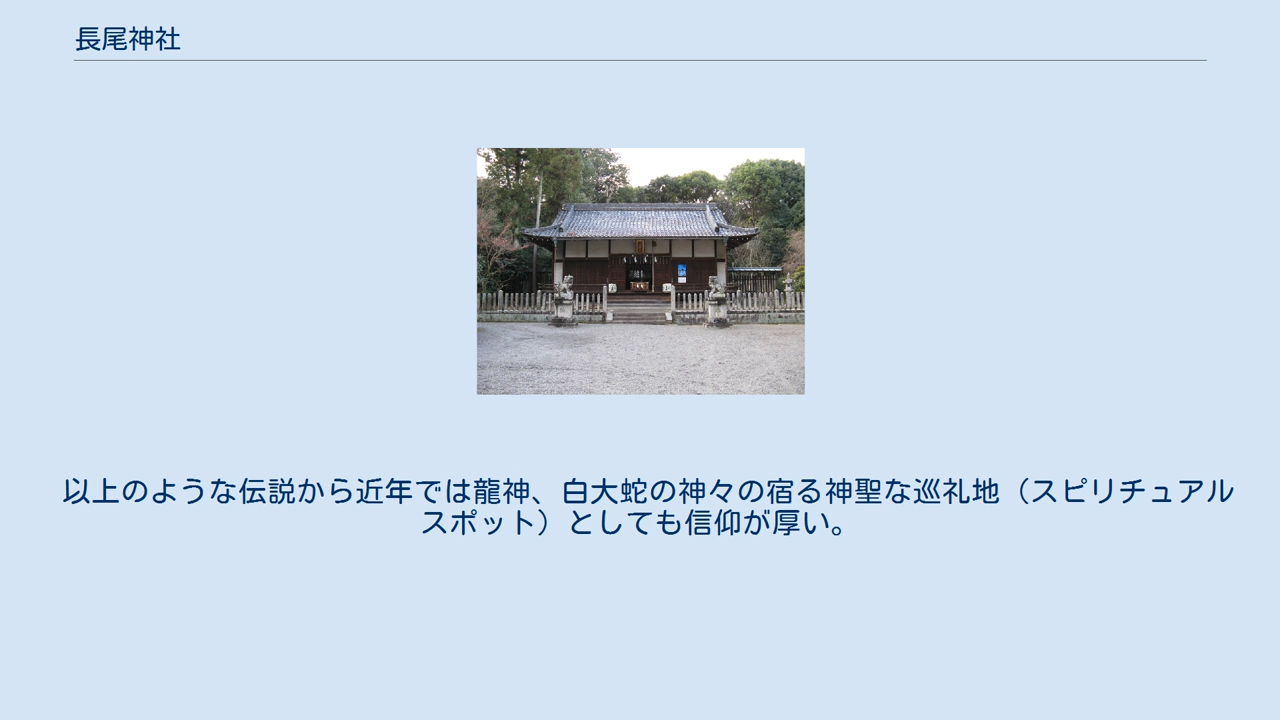 長尾神社
以上のような伝説から近年では龍神、白大蛇の神々の宿る神聖な巡礼地（スピリチュアル
スポット）としても信仰が厚い。